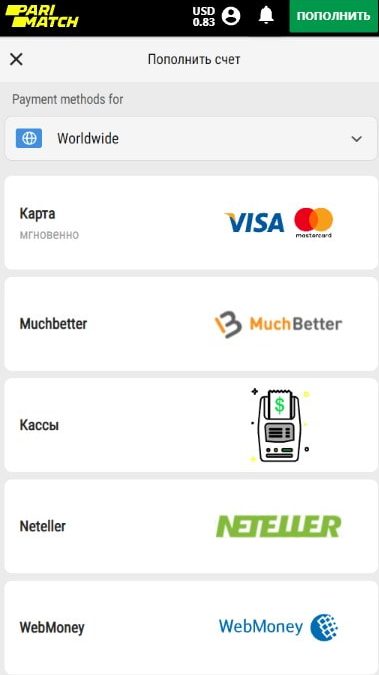 PARI
MATCH
USD
0.83
ПОПОЛНИТЬ
Пополнить счет
Payment methods for
Worldwide
Карта
мгновенно
VISA
mastercard
Muchbetter
MuchBetter
Кассы
$
Neteller
NETELLER
WebMoney
WebMoney